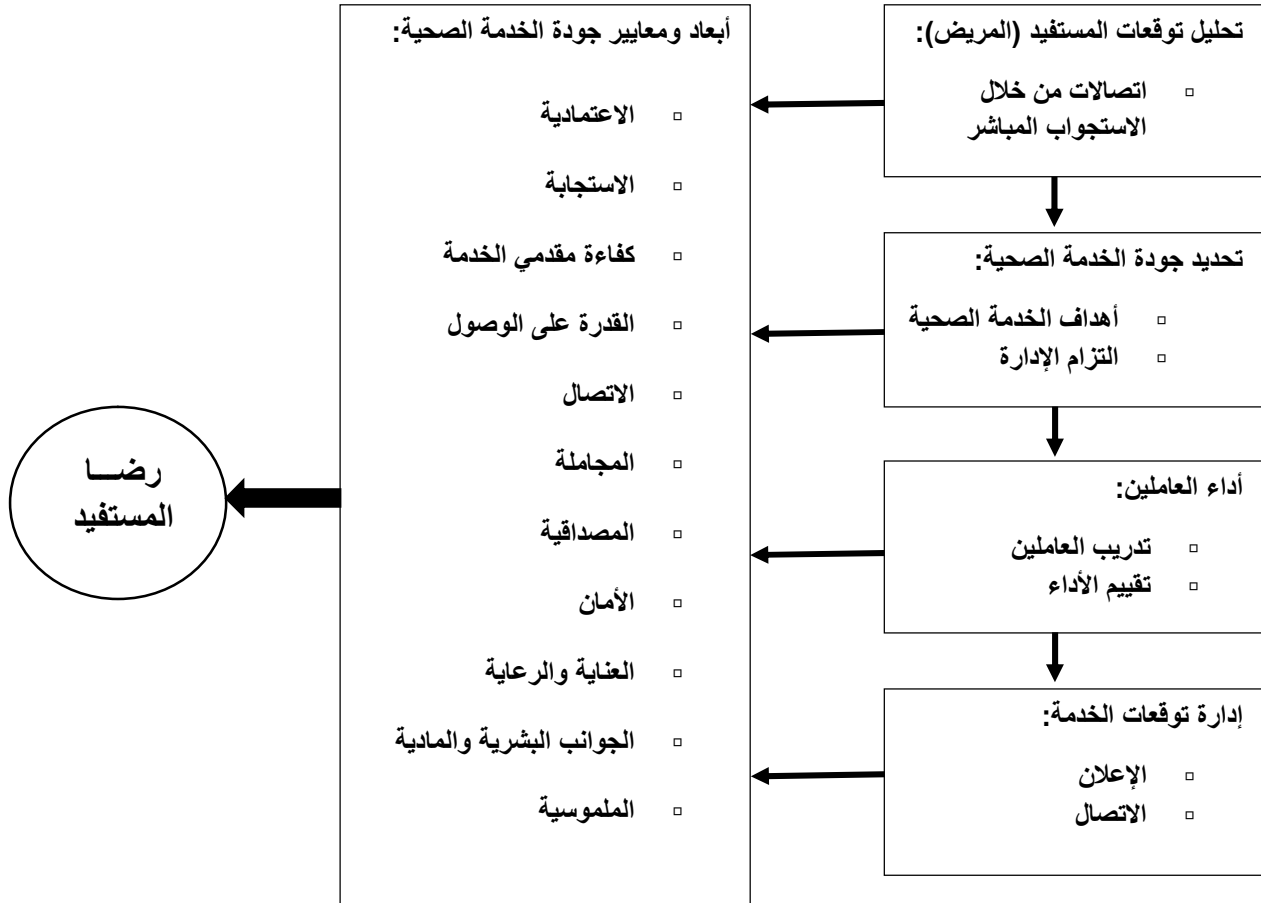 تحليل توقعات المستفيد (المريض):
▫ اتصالات من خلال
الاستجواب المباشر
تحديد جودة الخدمة الصحية:
▫ أهداف الخدمة الصحية
▫ التزام الإدارة
أداء العاملين:
▫ تدريب العاملين
▫ تقييم الأداء
إدارة توقعات الخدمة:
▫ الإعلان
▫ الاتصال
أبعاد ومعايير جودة الخدمة الصحية:
▫ الاعتمادية
▫ الاستجابة
▫ كفاءة مقدمي الخدمة
▫ القدرة على الوصول
▫ الاتصال
▫ المجاملة
▫ المصداقية
▫ الأمان
▫ العناية والرعاية
▫ الجوانب البشرية والمادية
▫ الملموسية
رضـــا
المستفيد